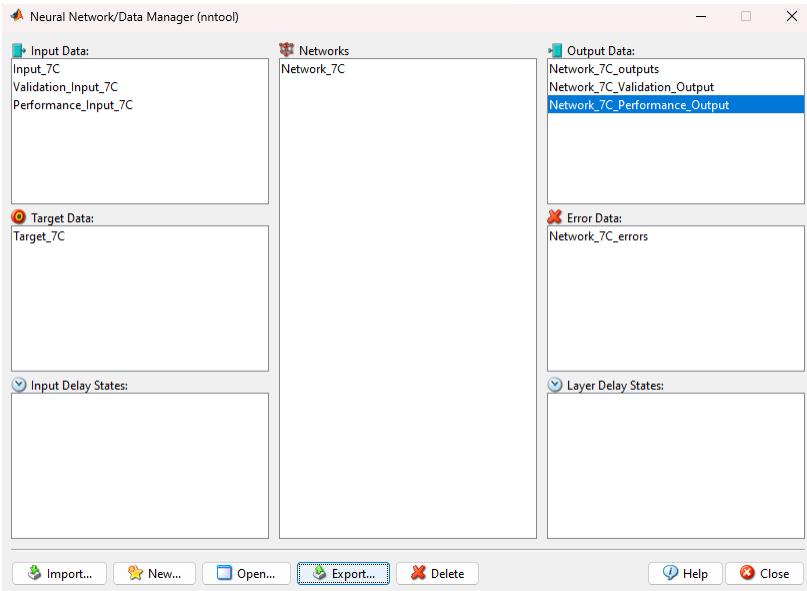 Neural Network/Data Manager (nntool)
Input Data:
Input_7C
Validation_Input_7C
Performance_Input_7C
Networks
Network_7C
Output Data:
Network_7C_outputs
Network_7C_Validation_Output
Network_7C_Performance_Output
Target Data:
Target_7C
Error Data:
Network_7C_errors
Input Delay States:
Layer Delay States:
Import... New... Open... Export... Delete Help Close